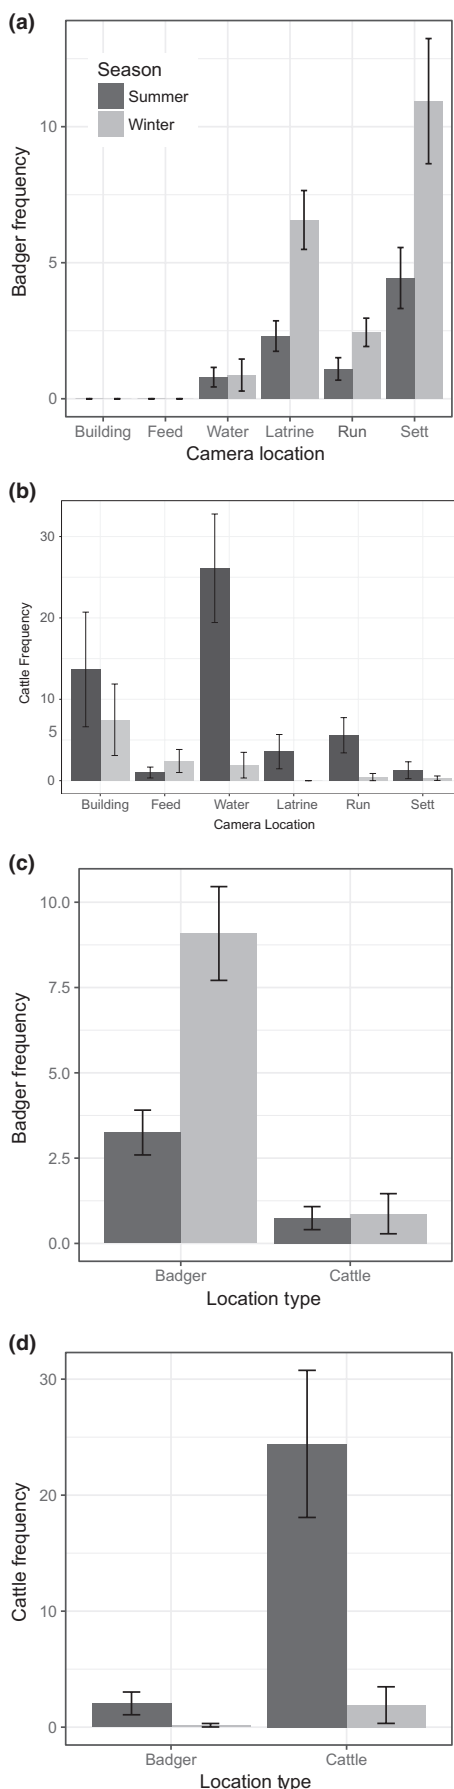 (a)
Season
Summer
Winter
Badger frequency
10
5
0
Building Feed Water Latrine Run Sett
Camera location
(b)
Cattle Frequency
30
20
10
5
0
Building Feed Water Latrine Run Sett
Camera Location
(c)
Badger frequency
10.0
7.5
5.0
2.5
0.0
Badger Cattle
Location type
(d)
Cattle frequency
30
20
10
0
Badger Cattle
Location type